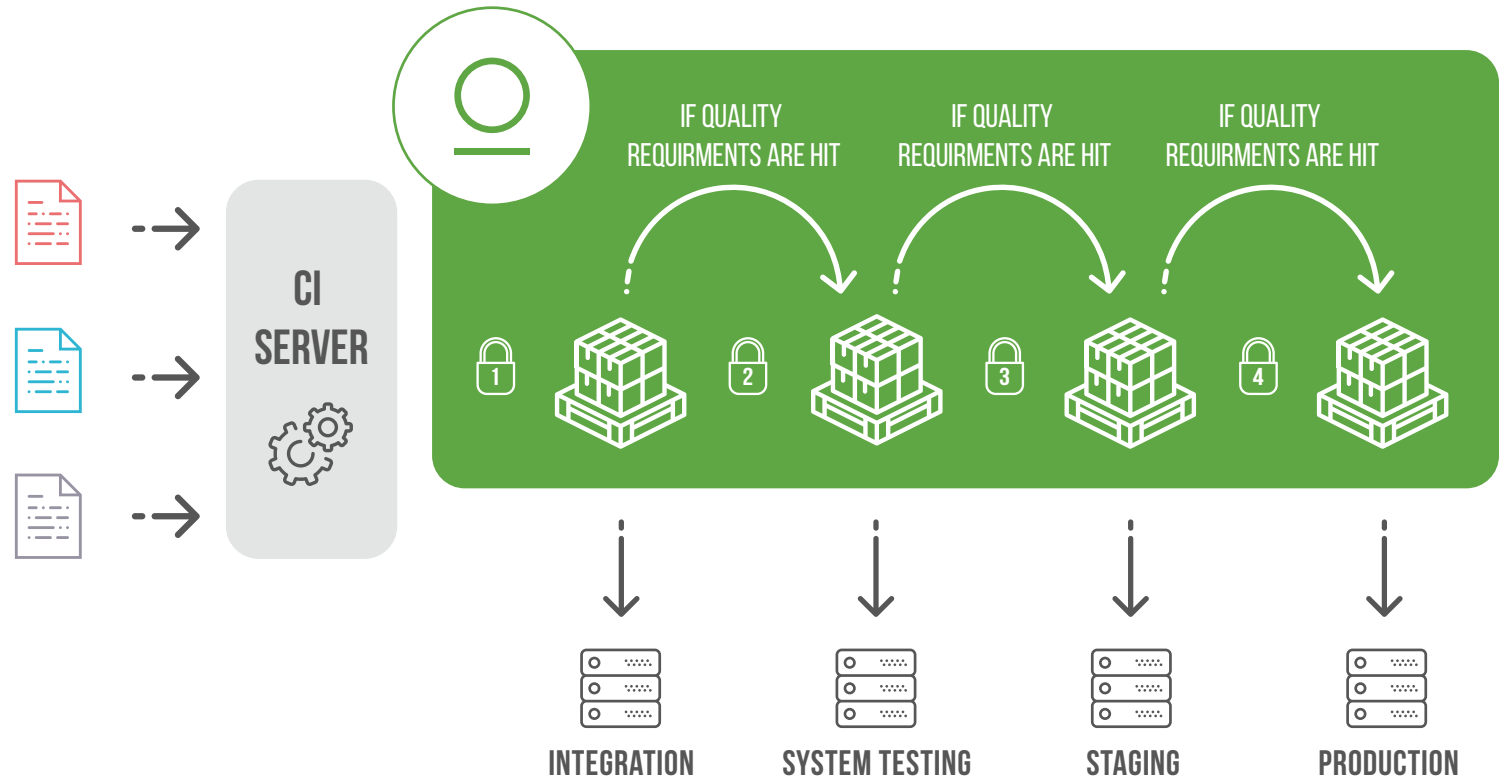 IF QUALITY
REQUIRMENTS ARE HIT
IF QUALITY
REQUIRMENTS ARE HIT
IF QUALITY
REQUIRMENTS ARE HIT
CI
SERVER
1
2
3
4
INTEGRATION
SYSTEM TESTING
STAGING
PRODUCTION